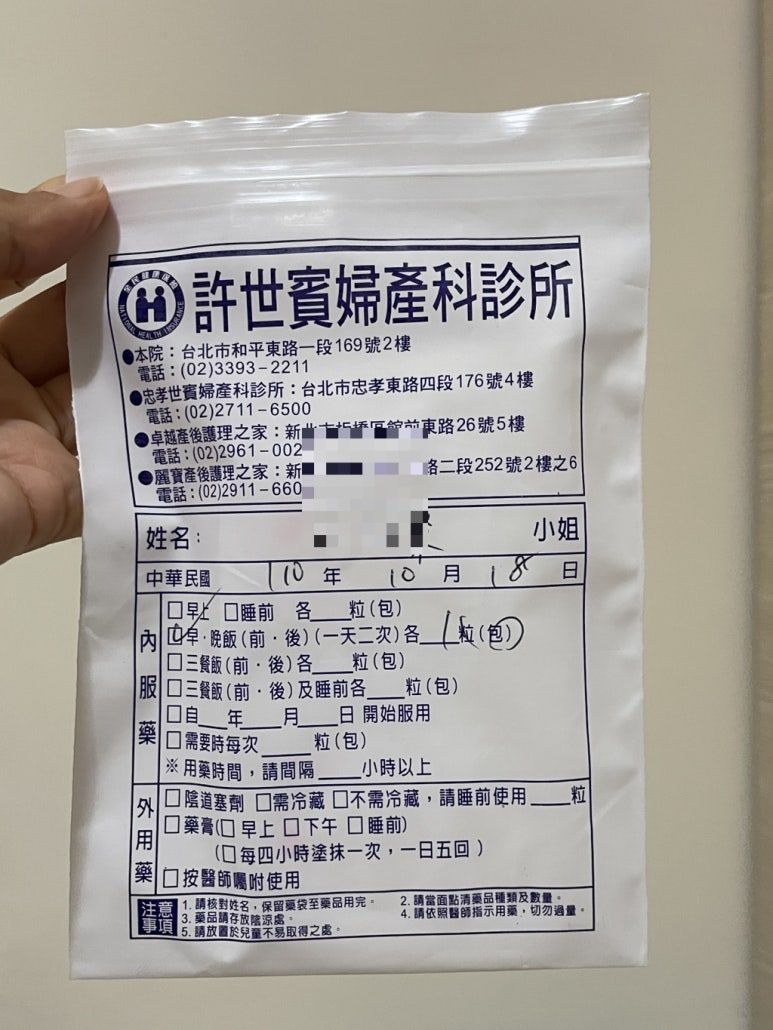 全民健康保險
NATIONAL HEALTH INSURANCE
許世賓婦產科診所
●本院：台北市和平東路一段169號2樓
電話：(02)3393-2211
●忠孝世賓婦產科診所：台北市忠孝東路四段176號4樓
電話：(02)2711-6500
●卓越產後護理之家：新北市板橋區館前東路26號5樓
電話：(02)2961-002
●麗寶產後護理之家：新 路二段252號2樓之6
電話：(02)2911-660
姓名： 小姐
中華民國 110 年 10 月 18 日
內服藥
□早上 □睡前 各___粒(包)
□早·晚飯(前·後)(一天二次)各___粒(包)
□三餐飯(前·後)各___粒(包)
□三餐飯(前·後)及睡前各___粒(包)
□自___年___月___日 開始服用
□需要時每次____粒(包)
※用藥時間，請間隔____小時以上
外用藥
□陰道塞劑 □需冷藏 □不需冷藏，請睡前使用___粒
□藥膏(□早上 □下午 □睡前)
(□每四小時塗抹一次，一日五回)
□按醫師囑咐使用
注意事項
1. 請核對姓名，保留藥袋至藥品用完。 2. 請當面點清藥品種類及數量。
3. 藥品請存放陰涼處。 4. 請依照醫師指示用藥，切勿過量。
5. 請放置於兒童不易取得之處。